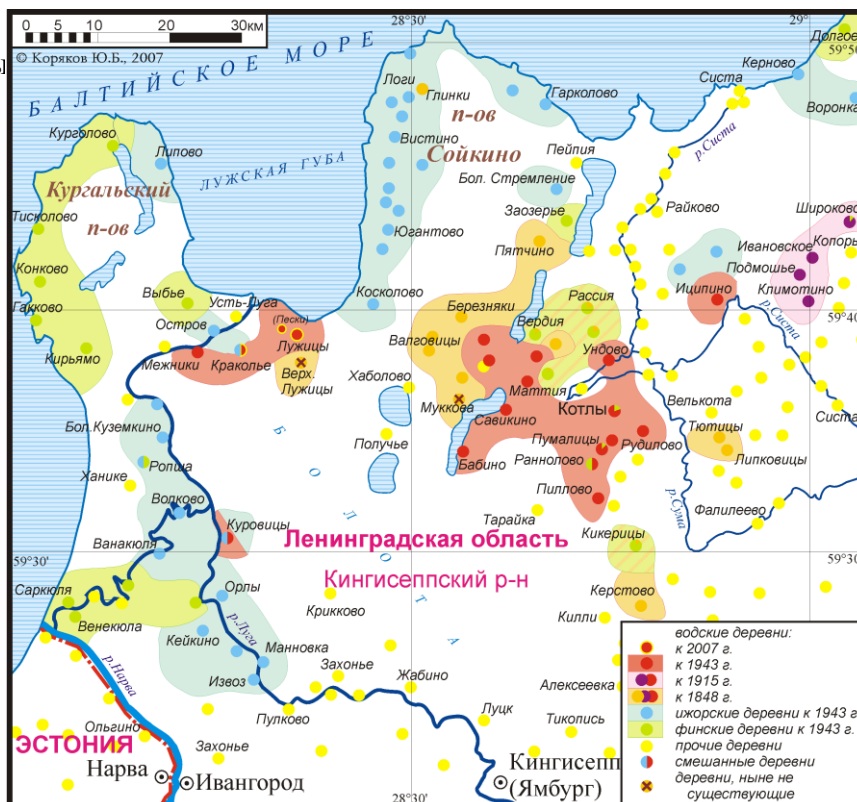 0 5 10 20 30км
© Коряков Ю.Б., 2007
28°30'
29°
59°50'
БАЛТИЙСКОЕ МОРЕ
Долгое
Керново
Систа
Логи
Глинки
Гарколово
Воронка
п-ов
Сойкино
Курголово
Липово
Вистино
ЛУЖСКАЯ ГУБА
р.Систа
Пейпия
Бол. Стремление
Кургальский
п-ов
Заозерье
Райково
Широково
Тисколово
Югантово
Пятчино
Ивановское
Копорье
Подмошье
Конково
Климотино
Выбье
Усть-Луга
Косколово
Рассия
Иципино
р.Систа
Гакково
Остров
(Пески)
Березняки
Вердия
59°40'
Лужицы
Валговицы
Ундово
Кирьямо
Межники
Краколье
Верх.
Лужицы
Хаболово
Маттия
Муккова
Котлы
Велькота
Савикино
Систа
Бол.Куземкино
Получье
Пумалицы
Рудилово
Тютицы
Ропша
Бабино
Раннолово
Липковицы
Ханике
Пиллово
Волково
р.Сума
Фалилеево
Куровицы
Тарайка
БОЛОТА
Ленинградская область
Кикерицы
Ванакюля
59°30'
Кингисеппский р-н
Саркюля
Орлы
Керстово
Крикково
Килли
Венекюла
р.Луга
Кейкино
Манновка
р.Нарва
Захонье
Жабино
Извоз
Алексеевка
Луцк
Пулково
Ольгино
Тикопись
ЭСТОНИЯ
Захонье
Нарва
Ивангород
Кингисепп
(Ямбург)
28°30'
водские деревни:
к 2007 г.
к 1943 г.
к 1915 г.
к 1848 г.
ижорские деревни к 1943 г.
финские деревни к 1943 г.
прочие деревни
смешанные деревни
деревни, ныне не
существующие